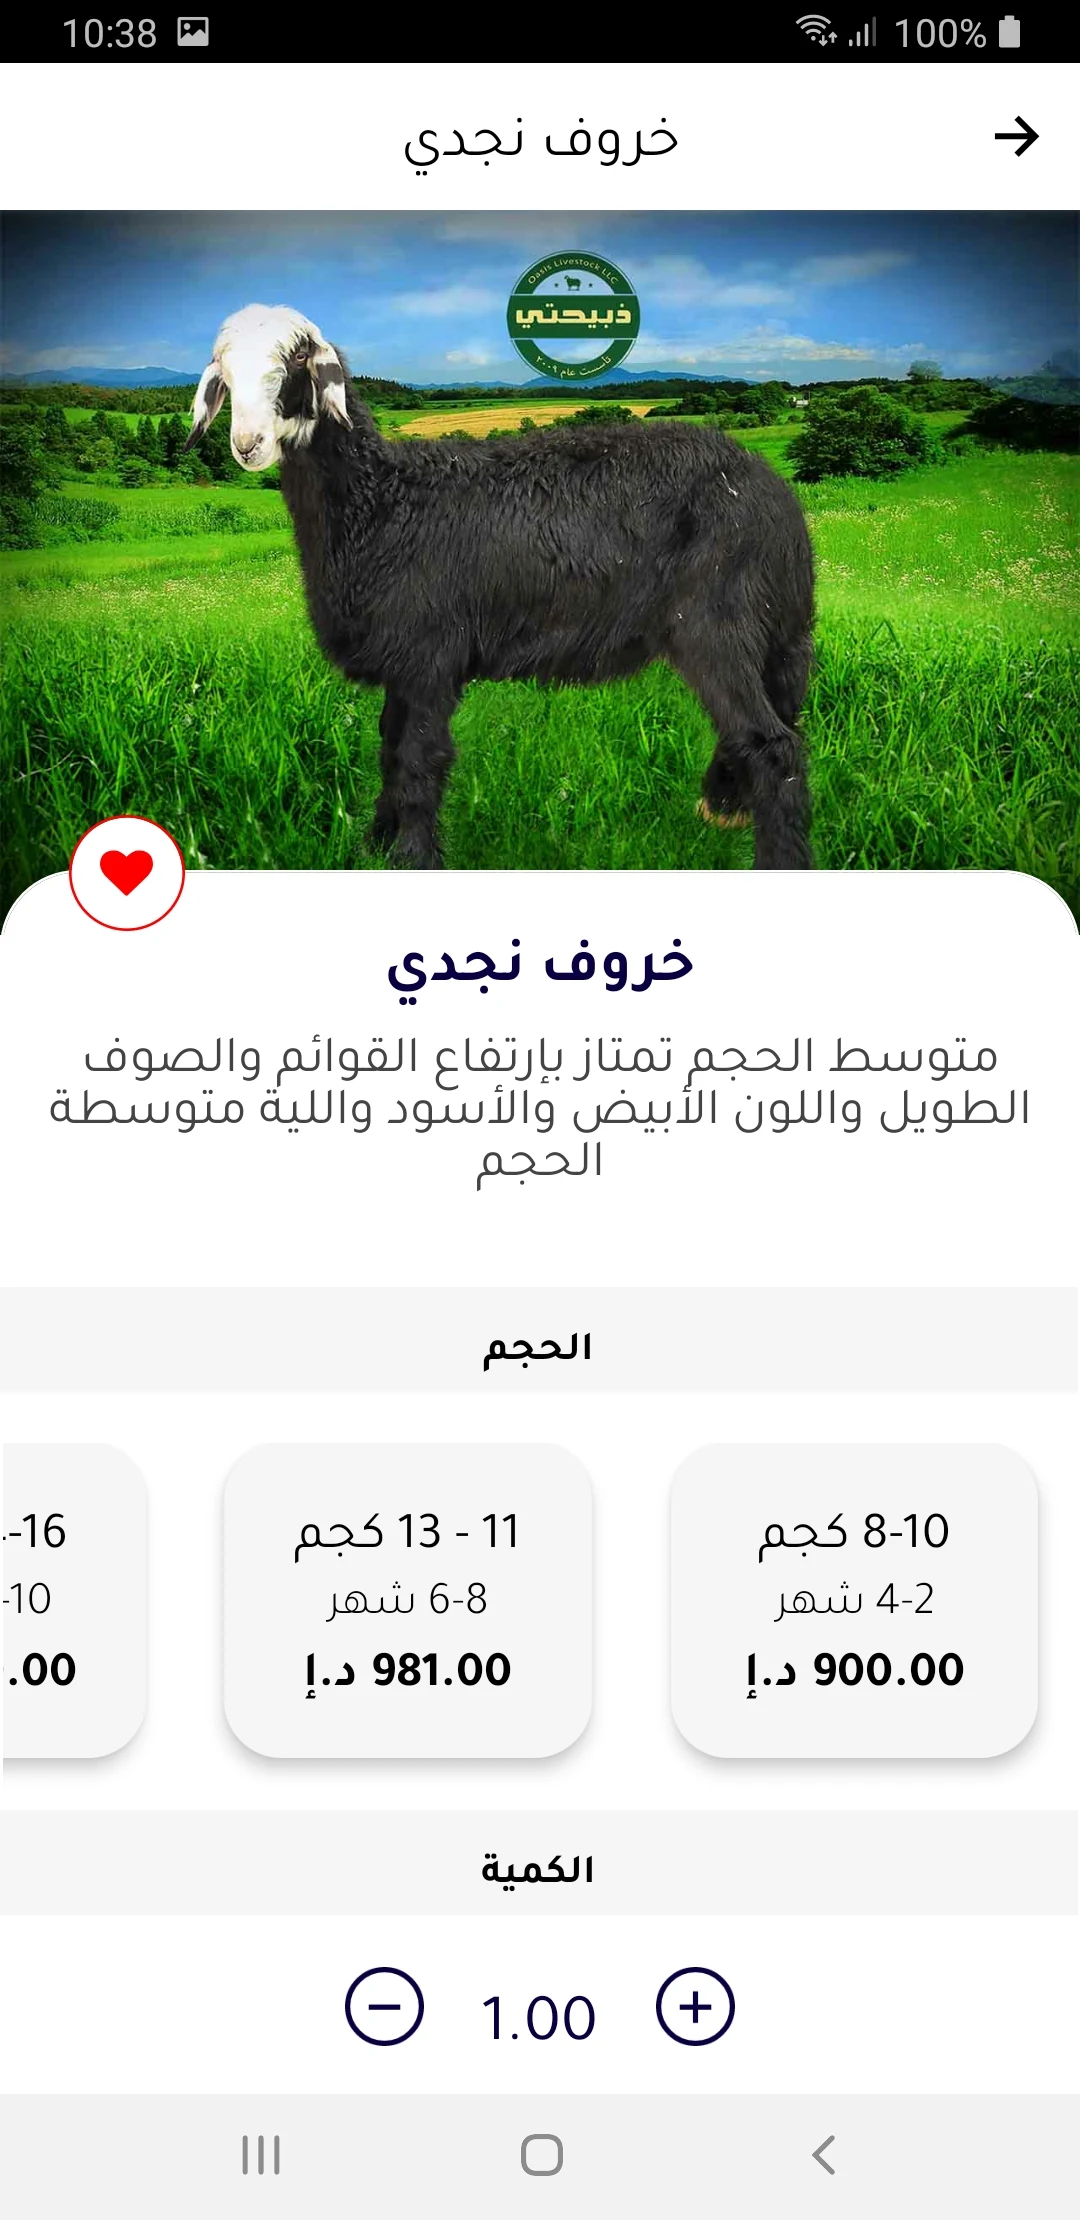 10:38
100%
خروف نجدي
Oasis Livestock LLC
ذبيحتي
تأسست عام ٢٠٠٩
خروف نجدي
متوسط الحجم تمتاز بإرتفاع القوائم والصوف
الطويل واللون الأبيض والأسود واللية متوسطة
الحجم
الحجم
8-10 كجم
4-2 شهر
900.00 د.إ
11 - 13 كجم
6-8 شهر
981.00 د.إ
-16
-10
.00
الكمية
1.00